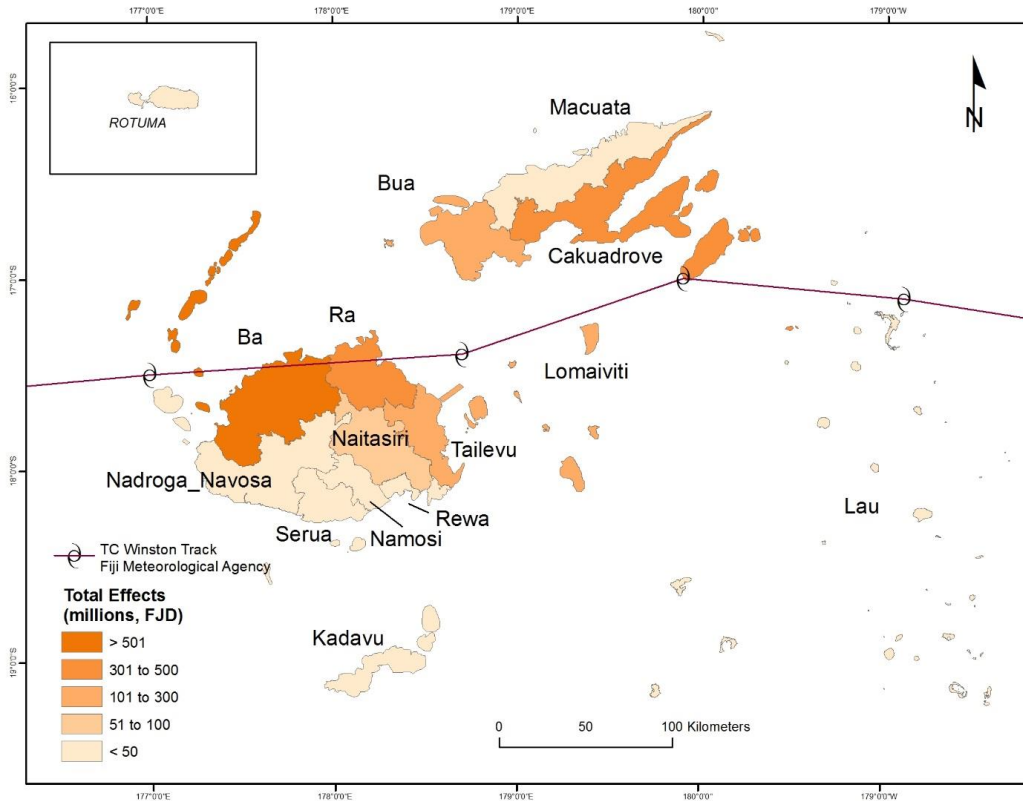 177°0'0"E 178°0'0"E 179°0'0"E 180°0'0" 179°0'0"W
16°0'0"S
17°0'0"S
18°0'0"S
19°0'0"S
ROTUMA
N
Macuata
Bua
Cakuadrove
Ra
Ba
Lomaiviti
Naitasiri
Tailevu
Nadroga_Navosa
Lau
Rewa
Serua
Namosi
Kadavu
TC Winston Track
Fiji Meteorological Agency
Total Effects
(millions, FJD)
> 501
301 to 500
101 to 300
51 to 100
< 50
0 50 100 Kilometers
177°0'0"E 178°0'0"E 179°0'0"E 180°0'0" 179°0'0"W